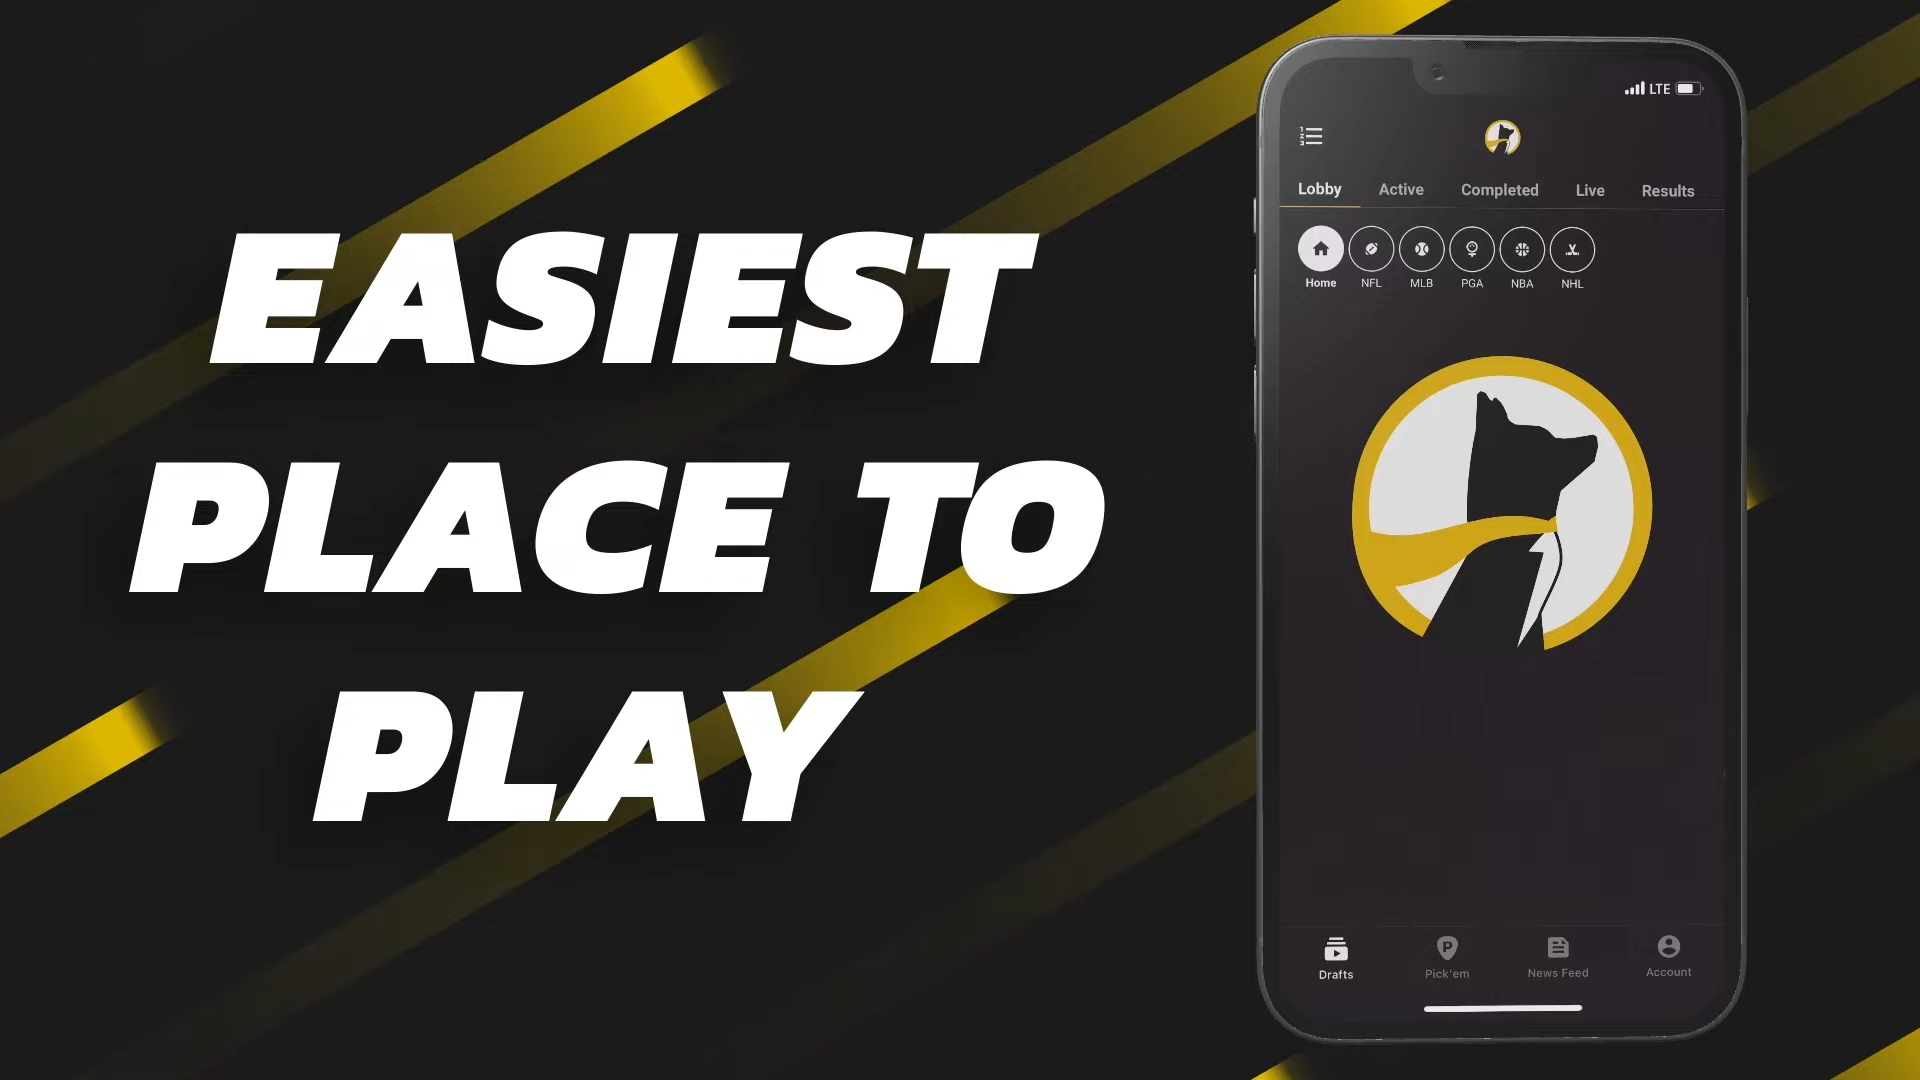 EASIEST
PLACE TO
PLAY
LTE
Lobby Active Completed Live Results
Home NFL MLB PGA NBA NHL
Drafts Pick'em News Feed Account